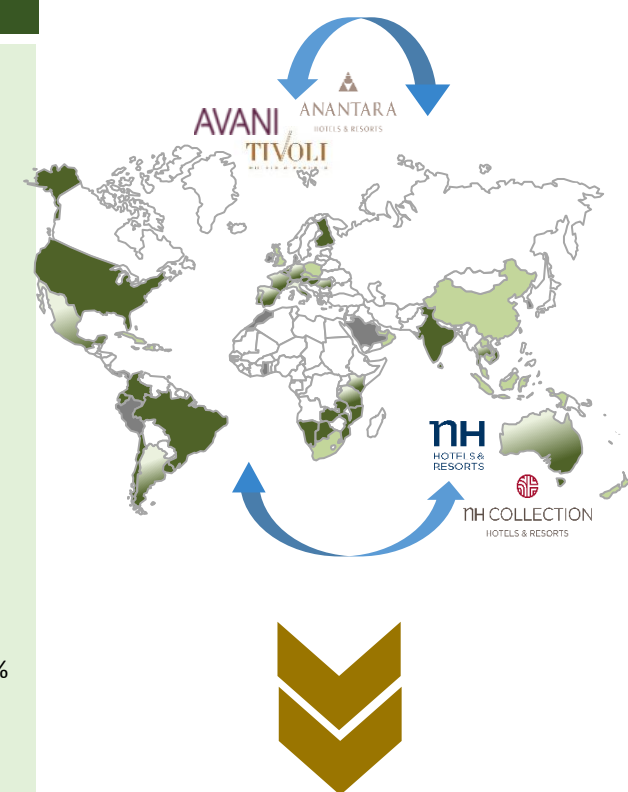 AVANI
ANANTARA
HOTELS & RESORTS
TIVOLI
nH
HOTELS &
RESORTS
nH COLLECTION
HOTELS & RESORTS
%